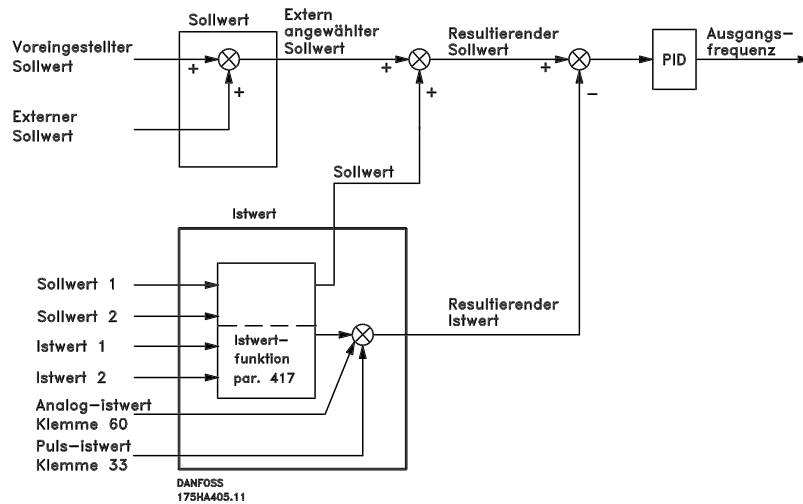 Sollwert
Voreingestellter
Sollwert
+
+
Externer
Sollwert
Extern
angewählter
Sollwert
+
+
Resultierender
Sollwert
+
−
PID
Ausgangs-
frequenz
Sollwert
Istwert
Sollwert 1
Sollwert 2
Istwert 1
Istwert 2
Istwert-
funktion
par. 417
Analog-istwert
Klemme 60
Puls-istwert
Klemme 33
Resultierender
Istwert
DANFOSS
175HA405.11